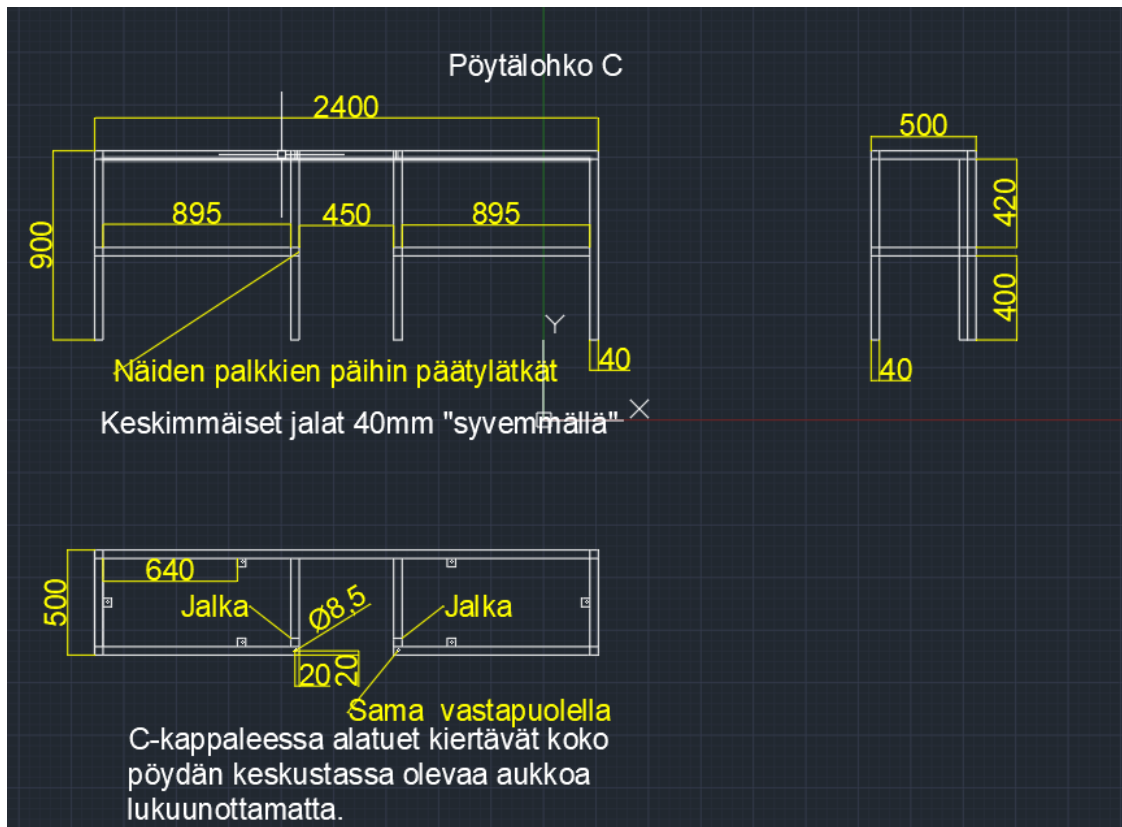 Pöytälohko C
2400
500
895
450
895
420
900
400
40
40
Näiden palkkien päihin päätylätkät
Keskimmäiset jalat 40mm "syvemmällä"
Y
X
640
500
Jalka
Ø8,5
Jalka
20
20
Sama vastapuolella
C-kappaleessa alatuet kiertävät koko
pöydän keskustassa olevaa aukkoa
lukuunottamatta.